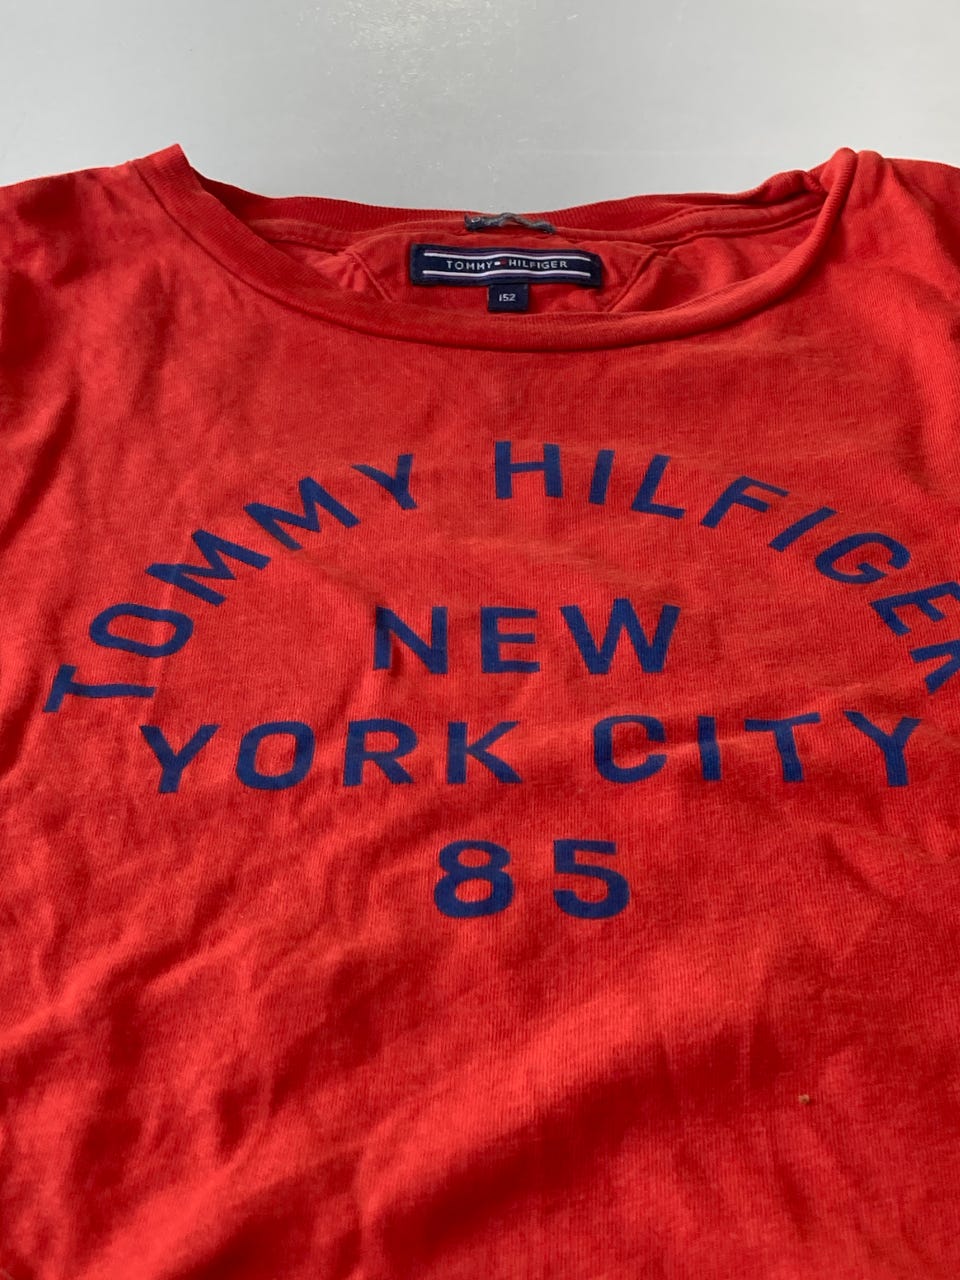 TOMMY HILFIGER
152
TOMMY HILFIGER
NEW
YORK CITY
85